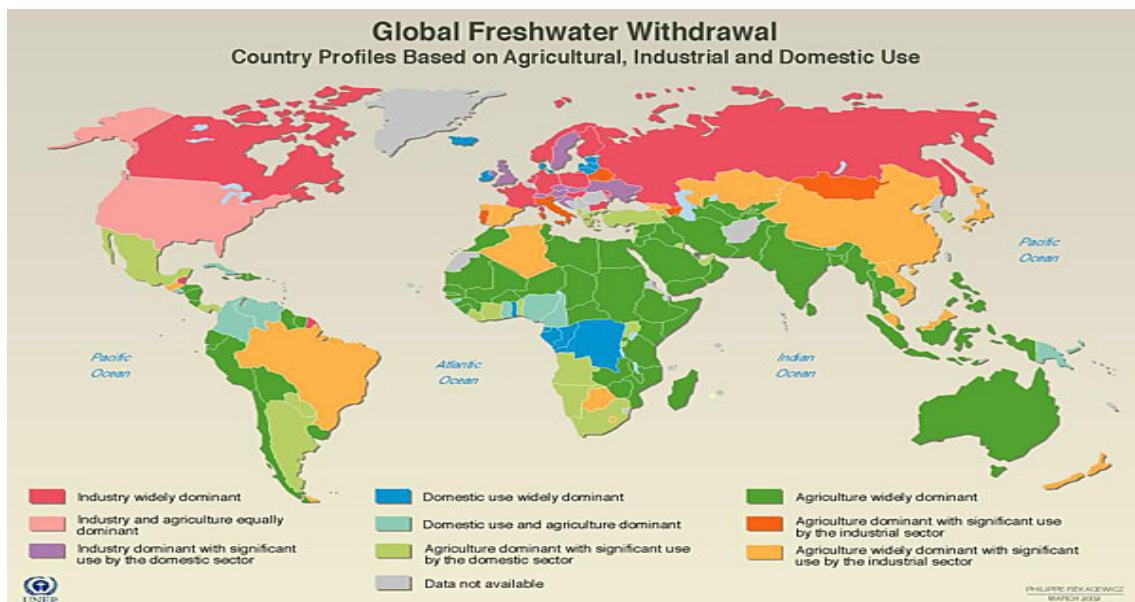 Global Freshwater Withdrawal
Country Profiles Based on Agricultural, Industrial and Domestic Use
Pacific
Ocean
Pacific
Ocean
Atlantic
Ocean
Indian
Ocean
Industry widely dominant
Industry and agriculture equally
dominant
Industry dominant with significant
use by the domestic sector
Domestic use widely dominant
Domestic use and agriculture dominant
Agriculture dominant with significant use
by the domestic sector
Data not available
Agriculture widely dominant
Agriculture dominant with significant use
by the industrial sector
Agriculture widely dominant with significant
use by the industrial sector
UNEP
PHILIPPE REKACEWICZ
MARCH 2002